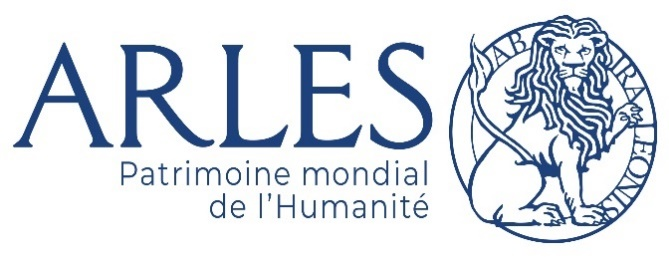 ARLES
Patrimoine mondial
de l’Humanité
AB IRA LEONIS